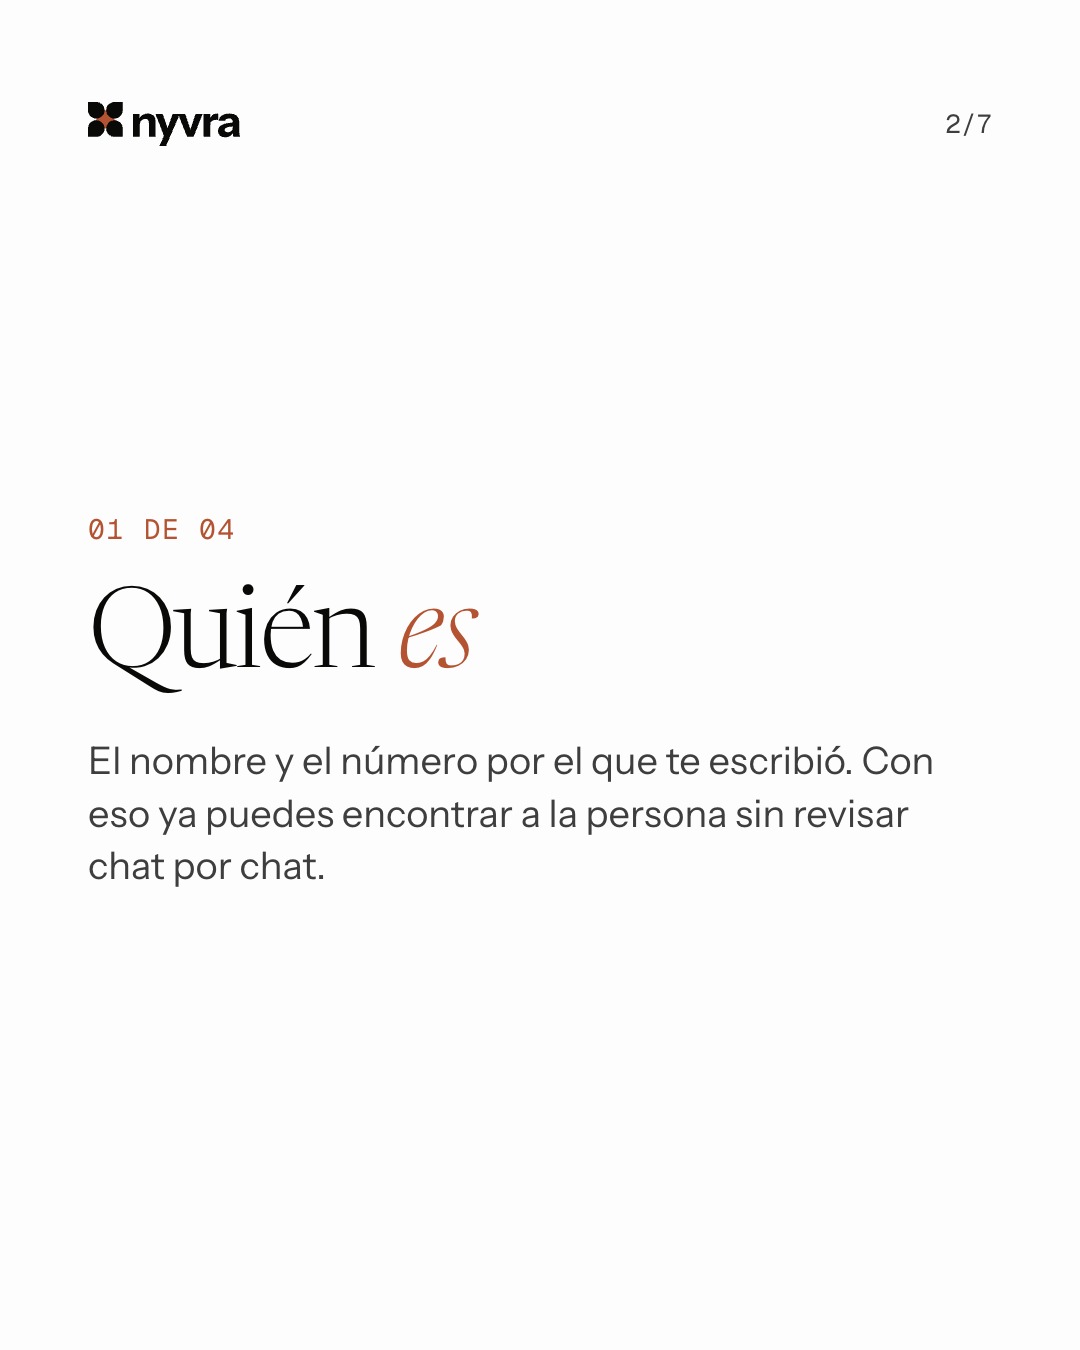 nyvra
2/7
01 DE 04
Quién es
El nombre y el número por el que te escribió. Con
eso ya puedes encontrar a la persona sin revisar
chat por chat.